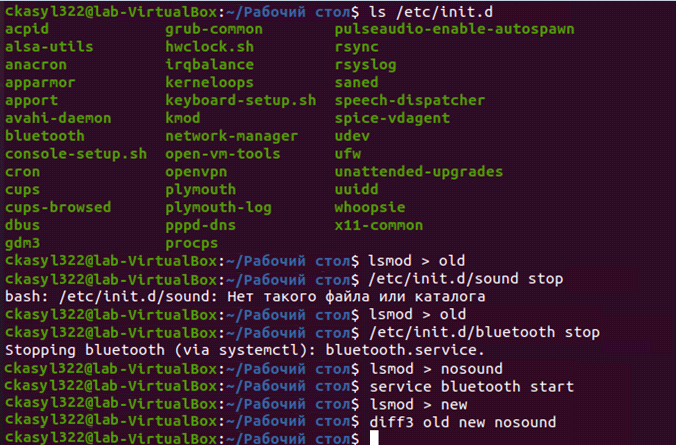 ckasyl322@lab-VirtualBox:~/Рабочий стол$ ls /etc/init.d
acpid grub-common pulseaudio-enable-autospawn
alsa-utils hwclock.sh rsync
anacron irqbalance rsyslog
apparmor kerneloops saned
apport keyboard-setup.sh speech-dispatcher
avahi-daemon kmod spice-vdagent
bluetooth network-manager udev
console-setup.sh open-vm-tools ufw
cron openvpn unattended-upgrades
cups plymouth uuidd
cups-browsed plymouth-log whoopsie
dbus pppd-dns x11-common
gdm3 procps
ckasyl322@lab-VirtualBox:~/Рабочий стол$ lsmod > old
ckasyl322@lab-VirtualBox:~/Рабочий стол$ /etc/init.d/sound stop
bash: /etc/init.d/sound: Нет такого файла или каталога
ckasyl322@lab-VirtualBox:~/Рабочий стол$ lsmod > old
ckasyl322@lab-VirtualBox:~/Рабочий стол$ /etc/init.d/bluetooth stop
Stopping bluetooth (via systemctl): bluetooth.service.
ckasyl322@lab-VirtualBox:~/Рабочий стол$ lsmod > nosound
ckasyl322@lab-VirtualBox:~/Рабочий стол$ service bluetooth start
ckasyl322@lab-VirtualBox:~/Рабочий стол$ lsmod > new
ckasyl322@lab-VirtualBox:~/Рабочий стол$ diff3 old new nosound
ckasyl322@lab-VirtualBox:~/Рабочий стол$